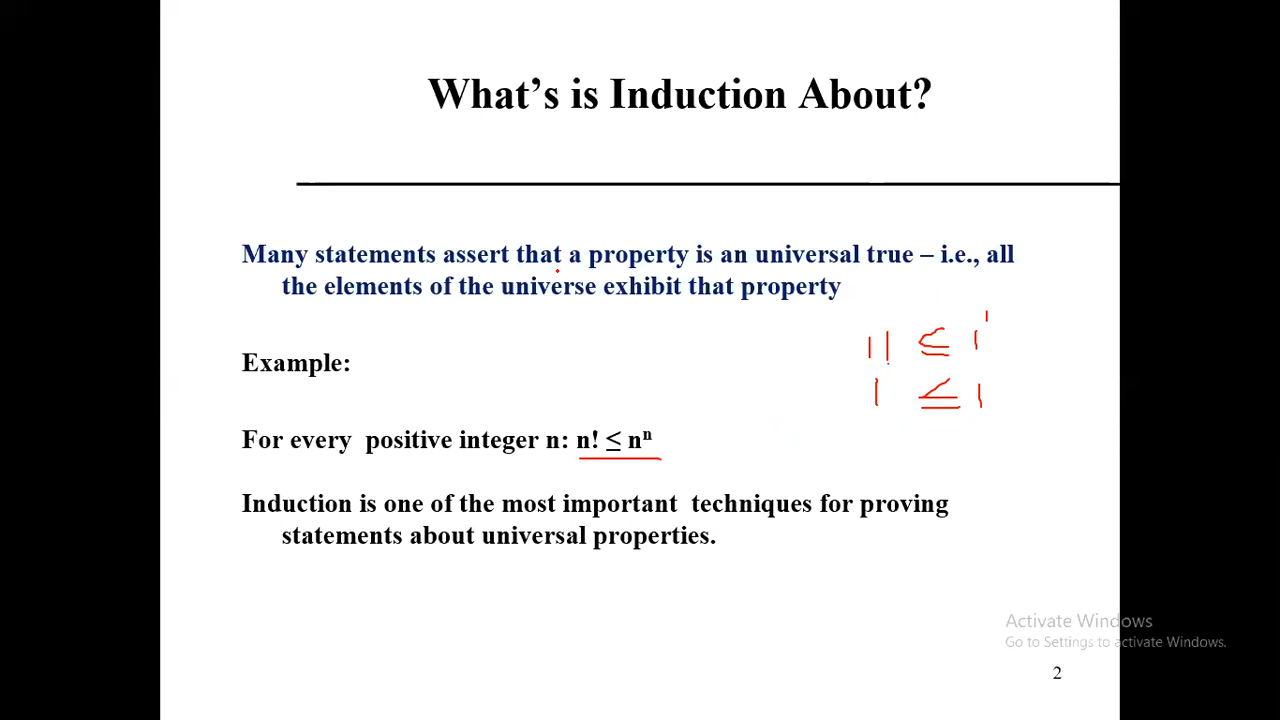 What's is Induction About?
Many statements assert that a property is an universal true – i.e., all
the elements of the universe exhibit that property
1! ≤ 1¹
Example:
1 ≤ 1
For every positive integer n: n! ≤ nⁿ
Induction is one of the most important techniques for proving
statements about universal properties.
Activate Windows
Go to Settings to activate Windows.
2